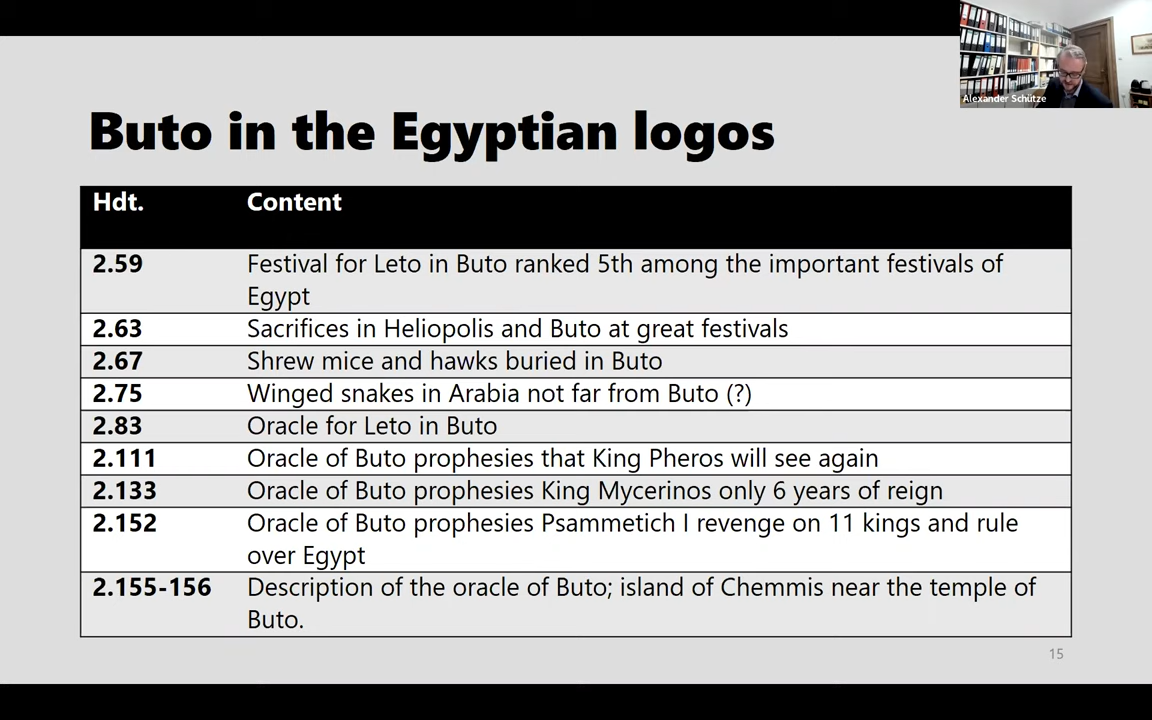 Alexander Schütze
Buto in the Egyptian logos
Hdt. Content
2.59 Festival for Leto in Buto ranked 5th among the important festivals of
Egypt
2.63 Sacrifices in Heliopolis and Buto at great festivals
2.67 Shrew mice and hawks buried in Buto
2.75 Winged snakes in Arabia not far from Buto (?)
2.83 Oracle for Leto in Buto
2.111 Oracle of Buto prophesies that King Pheros will see again
2.133 Oracle of Buto prophesies King Mycerinos only 6 years of reign
2.152 Oracle of Buto prophesies Psammetich I revenge on 11 kings and rule
over Egypt
2.155-156 Description of the oracle of Buto; island of Chemmis near the temple of
Buto.
15